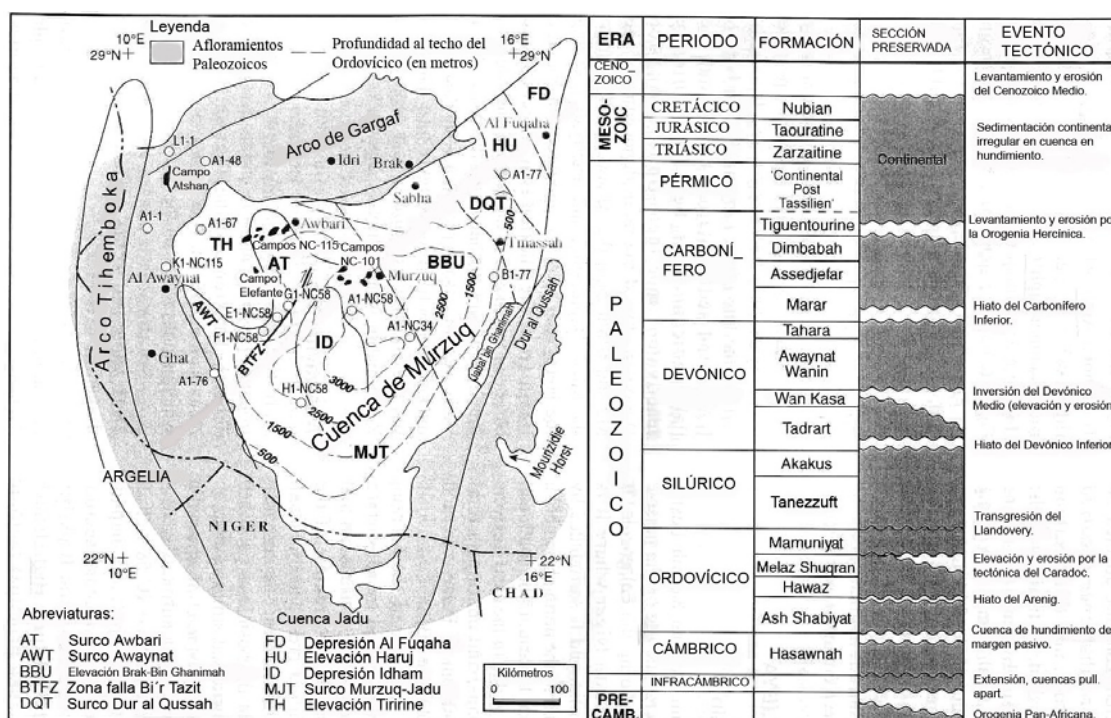 Leyenda
10°E
29°N
Afloramientos
Paleozoicos
Profundidad al techo del
Ordovícico (en metros)
16°E
29°N
FD
Al Fuqaha
Arco de Gargaf
HU
L1-1
A1-48
Idri
Brak
Campo
Atshan
A1-77
Sabha
DQT
500
Arco Tihemboka
A1-1
A1-67
Awbari
TH
Campos NC-115
Campos
NC-101
Tmassah
AT
BBU
K1-NC115
Al Awaynat
Campo
Elefante
Murzuq
1500
B1-77
G1-NC58
A1-NC58
2500
AWT
E1-NC58
F1-NC58
ID
A1-NC34
Jabal bin Ghanimah
Dur al Qussah
BTFZ
Ghat
A1-76
3000
H1-NC58
2500
Cuenca de Murzuq
1500
MJT
500
Mourizidie
Horst
ARGELIA
NIGER
22°N
10°E
22°N
16°E
CHAD
Cuenca Jadu
Abreviaturas:
AT Surco Awbari
AWT Surco Awaynat
BBU Elevación Brak-Bin Ghanimah
BTFZ Zona falla Bi´r Tazit
DQT Surco Dur al Qussah
FD Depresión Al Fuqaha
HU Elevación Haruj
ID Depresión Idham
MJT Surco Murzuq-Jadu
TH Elevación Tiririne
Kilómetros
0 100
ERA PERIODO FORMACIÓN SECCIÓN PRESERVADA EVENTO TECTÓNICO
CENO_
ZOICO
Levantamiento y erosión
del Cenozoico Medio.
MESO-
ZOIC
CRETÁCICO Nubian
JURÁSICO Taouratine
TRIÁSICO Zarzaitine
Continental
Sedimentación continental
irregular en cuenca en
hundimiento.
PALEOZOICO
PÉRMICO
'Continental
Post
Tassilien'
CARBONÍ_
FERO
Tiguentourine
Dimbabah
Assedjefar
Marar
Levantamiento y erosión por
la Orogenia Hercínica.
Hiato del Carbonífero
Inferior.
DEVÓNICO
Tahara
Awaynat
Wanin
Wan Kasa
Tadrart
Inversión del Devónico
Medio (elevación y erosión)
Hiato del Devónico Inferior
SILÚRICO
Akakus
Tanezzuft
Transgresión del
Llandovery.
ORDOVÍCICO
Mamuniyat
Melaz Shuqran
Hawaz
Ash Shabiyat
Elevación y erosión por la
tectónica del Caradoc.
Hiato del Arenig.
Cuenca de hundimiento de
margen pasivo.
CÁMBRICO Hasawnah
INFRACÁMBRICO
Extensión, cuencas pull
apart.
PRE-
CAMB.
Orogenia Pan-Africana.